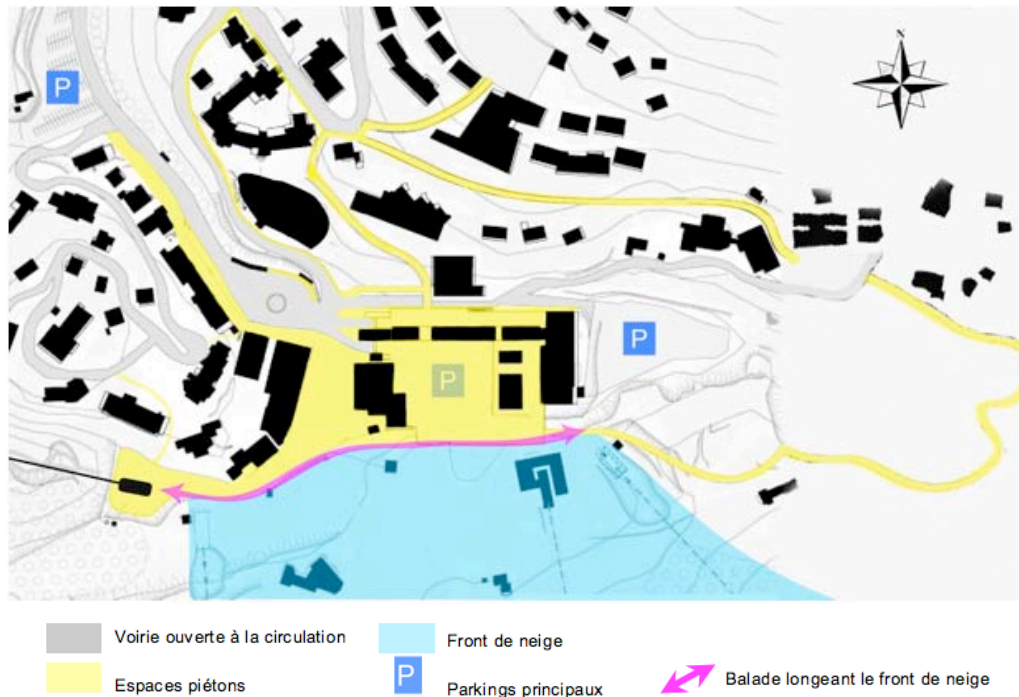 N
P
P
P
Voirie ouverte à la circulation
Front de neige
Espaces piétons
P
Parkings principaux
Balade longeant le front de neige